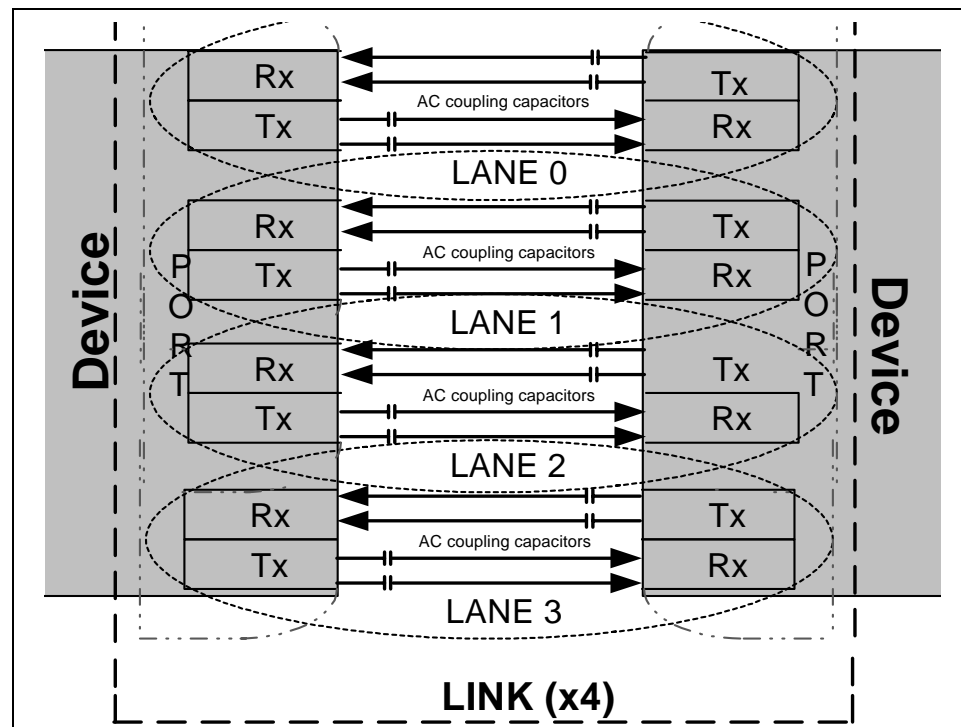 Rx
Tx
AC coupling capacitors
Tx
Rx
LANE 0
Rx
Tx
AC coupling capacitors
Tx
Rx
LANE 1
Rx
Tx
AC coupling capacitors
Tx
Rx
LANE 2
Rx
Tx
AC coupling capacitors
Tx
Rx
LANE 3
Device
PORT
PORT
Device
LINK (x4)